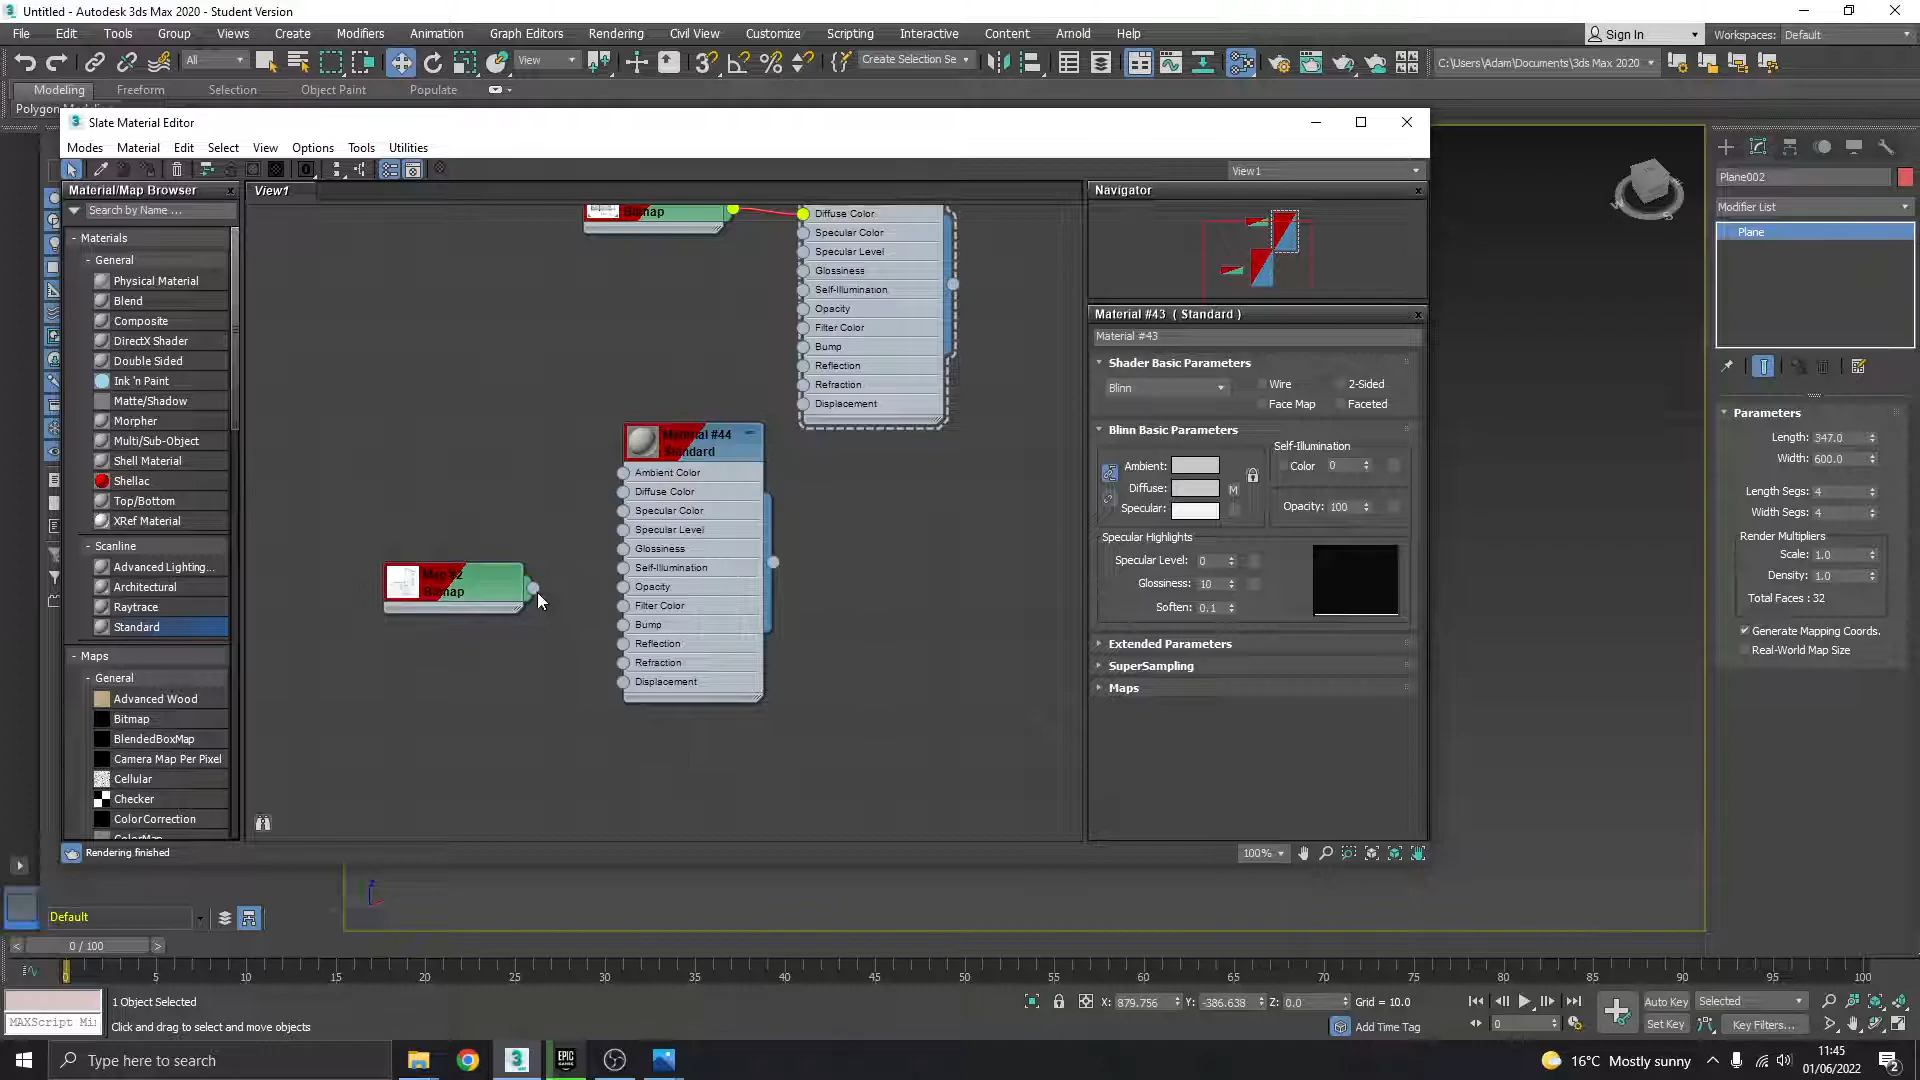 Untitled - Autodesk 3ds Max 2020 - Student Version
File Edit Tools Group Views Create Modifiers Animation Graph Editors Rendering Civil View Customize Scripting Interactive Content Arnold Help
Sign In
Workspaces: Default
All
View
Create Selection Se
C:\Users\Adam\Documents\3ds Max 2020
Modeling Freeform Selection Object Paint Populate
Slate Material Editor
Modes Material Edit Select View Options Tools Utilities
View1
Material/Map Browser
Search by Name ...
- Materials
- General
Physical Material
Blend
Composite
DirectX Shader
Double Sided
Ink 'n Paint
Matte/Shadow
Morpher
Multi/Sub-Object
Shell Material
Shellac
Top/Bottom
XRef Material
- Scanline
Advanced Lighting...
Architectural
Raytrace
Standard
- Maps
- General
Advanced Wood
Bitmap
BlendedBoxMap
Camera Map Per Pixel
Cellular
Checker
ColorCorrection
View1
Bitmap
Diffuse Color
Specular Color
Specular Level
Glossiness
Self-Illumination
Opacity
Filter Color
Bump
Reflection
Refraction
Displacement
Material #44
Standard
Ambient Color
Diffuse Color
Specular Color
Specular Level
Glossiness
Self-Illumination
Opacity
Filter Color
Bump
Reflection
Refraction
Displacement
Map #2
Bitmap
Navigator
Material #43 ( Standard )
Material #43
Shader Basic Parameters
Blinn
Wire
2-Sided
Face Map
Faceted
Blinn Basic Parameters
Self-Illumination
Ambient:
Color 0
Diffuse:
M
Specular:
Opacity: 100
Specular Highlights
Specular Level: 0
Glossiness: 10
Soften: 0.1
Extended Parameters
SuperSampling
Maps
Rendering finished
100%
Plane002
Modifier List
Plane
Parameters
Length: 347.0
Width: 600.0
Length Segs: 4
Width Segs: 4
Render Multipliers
Scale: 1.0
Density: 1.0
Total Faces : 32
Generate Mapping Coords.
Real-World Map Size
Default
0 / 100
0 5 10 15 20 25 30 35 40 45 50 55 60 65 70 75 80 85 90 95 100
1 Object Selected
Click and drag to select and move objects
MAXScript Mi
X: 879.756 Y: -386.638 Z: 0.0 Grid = 10.0
Add Time Tag
0
Auto Key
Selected
Set Key
Key Filters...
Type here to search
16°C Mostly sunny
11:45
01/06/2022
2